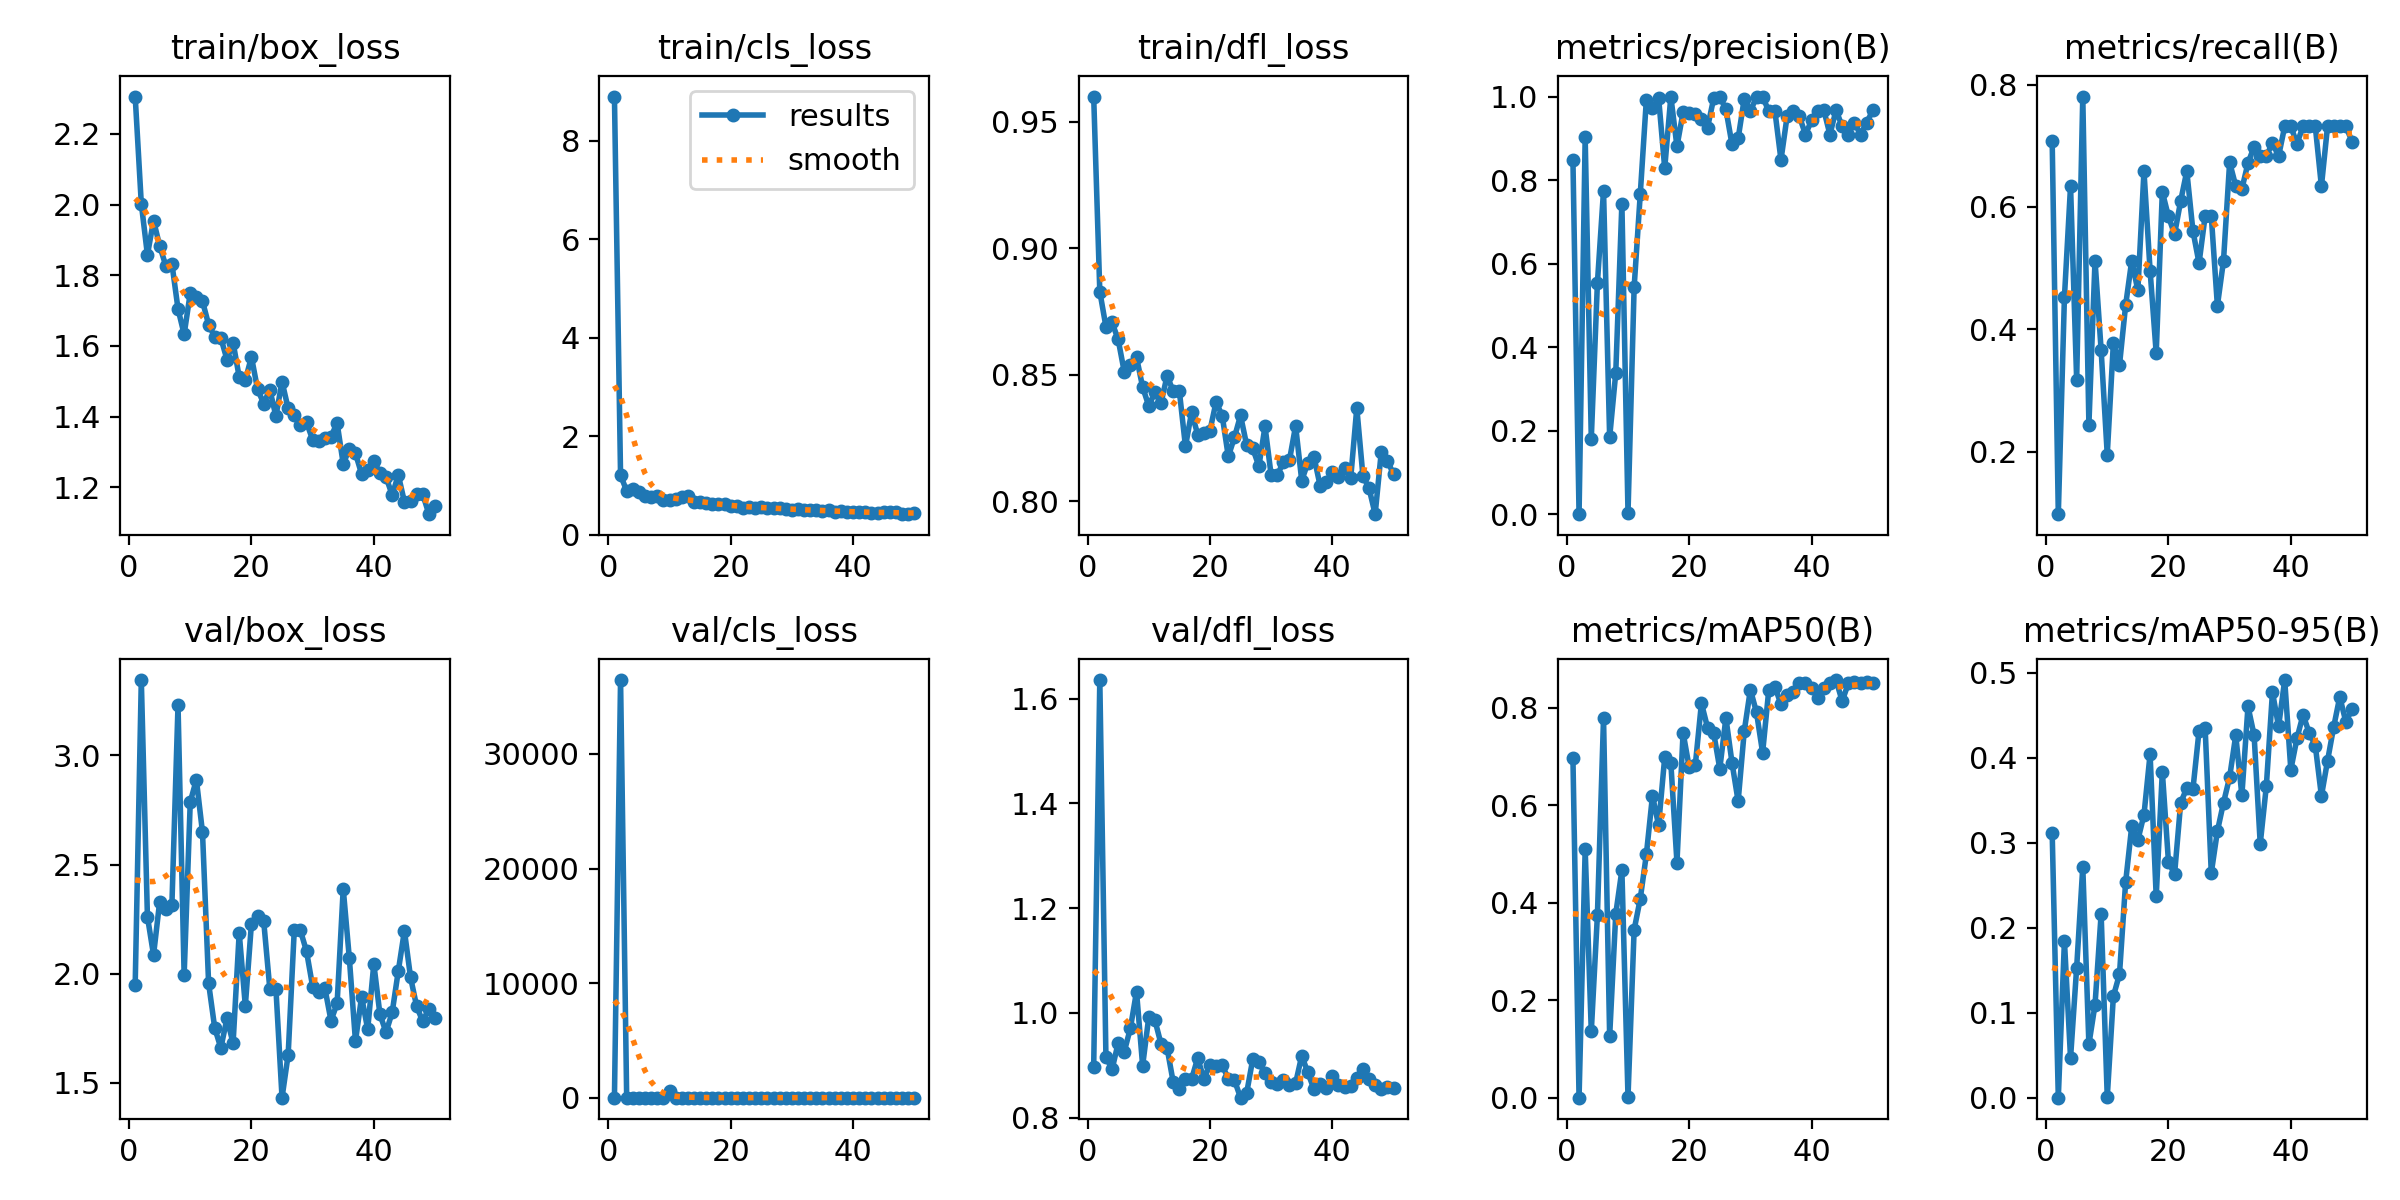 train/box_loss
2.2
2.0
1.8
1.6
1.4
1.2
0 20 40
train/cls_loss
results
smooth
8
6
4
2
0
0 20 40
train/dfl_loss
0.95
0.90
0.85
0.80
0 20 40
metrics/precision(B)
1.0
0.8
0.6
0.4
0.2
0.0
0 20 40
metrics/recall(B)
0.8
0.6
0.4
0.2
0 20 40
val/box_loss
3.0
2.5
2.0
1.5
0 20 40
val/cls_loss
30000
20000
10000
0
0 20 40
val/dfl_loss
1.6
1.4
1.2
1.0
0.8
0 20 40
metrics/mAP50(B)
0.8
0.6
0.4
0.2
0.0
0 20 40
metrics/mAP50-95(B)
0.5
0.4
0.3
0.2
0.1
0.0
0 20 40